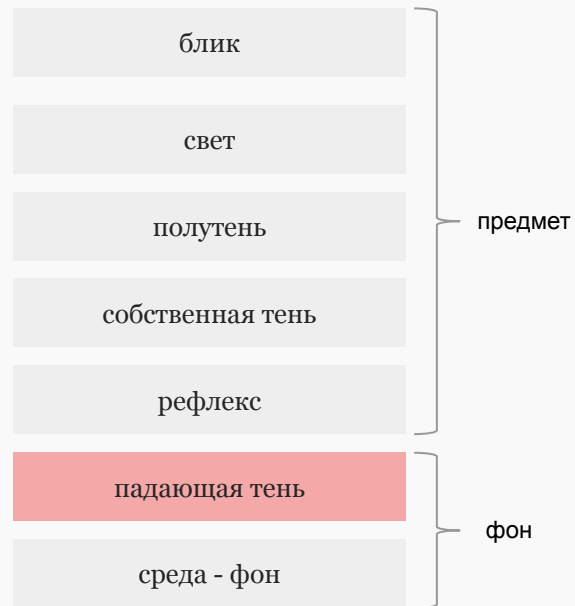 блик
свет
полутень
предмет
собственная тень
рефлекс
падающая тень
фон
среда - фон